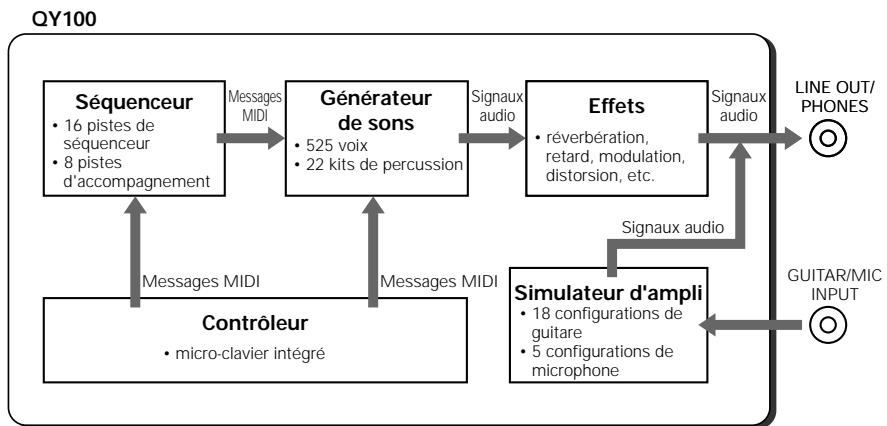 QY100
Séquenceur
• 16 pistes de
séquenceur
• 8 pistes
d'accompagnement
Messages
MIDI
Générateur
de sons
• 525 voix
• 22 kits de percussion
Signaux
audio
Effets
• réverbération,
retard, modulation,
distorsion, etc.
Signaux
audio
LINE OUT/
PHONES
Signaux audio
Messages MIDI
Messages MIDI
Contrôleur
• micro-clavier intégré
Simulateur d'ampli
• 18 configurations de
guitare
• 5 configurations de
microphone
GUITAR/MIC
INPUT